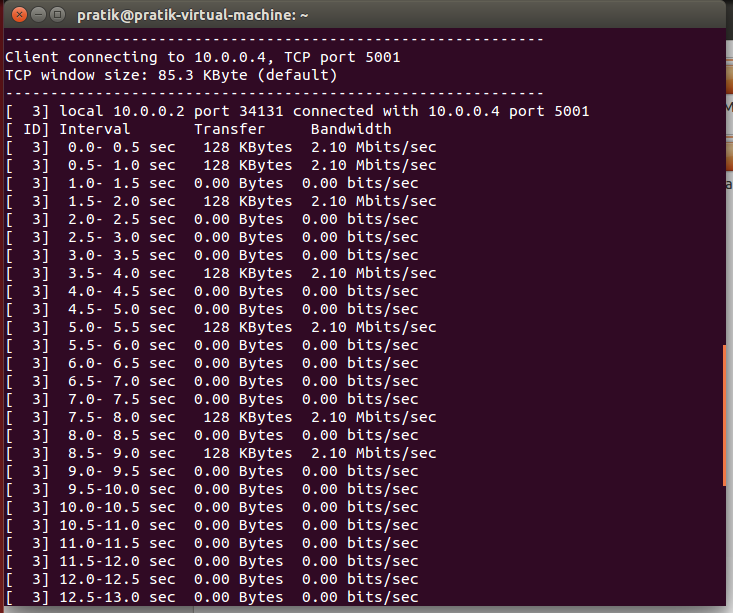 pratik@pratik-virtual-machine: ~
------------------------------------------------------------
Client connecting to 10.0.0.4, TCP port 5001
TCP window size: 85.3 KByte (default)
------------------------------------------------------------
[  3] local 10.0.0.2 port 34131 connected with 10.0.0.4 port 5001
[ ID] Interval       Transfer     Bandwidth
[  3]  0.0- 0.5 sec   128 KBytes  2.10 Mbits/sec
[  3]  0.5- 1.0 sec   128 KBytes  2.10 Mbits/sec
[  3]  1.0- 1.5 sec  0.00 Bytes  0.00 bits/sec
[  3]  1.5- 2.0 sec   128 KBytes  2.10 Mbits/sec
[  3]  2.0- 2.5 sec  0.00 Bytes  0.00 bits/sec
[  3]  2.5- 3.0 sec  0.00 Bytes  0.00 bits/sec
[  3]  3.0- 3.5 sec  0.00 Bytes  0.00 bits/sec
[  3]  3.5- 4.0 sec   128 KBytes  2.10 Mbits/sec
[  3]  4.0- 4.5 sec  0.00 Bytes  0.00 bits/sec
[  3]  4.5- 5.0 sec  0.00 Bytes  0.00 bits/sec
[  3]  5.0- 5.5 sec   128 KBytes  2.10 Mbits/sec
[  3]  5.5- 6.0 sec  0.00 Bytes  0.00 bits/sec
[  3]  6.0- 6.5 sec  0.00 Bytes  0.00 bits/sec
[  3]  6.5- 7.0 sec  0.00 Bytes  0.00 bits/sec
[  3]  7.0- 7.5 sec  0.00 Bytes  0.00 bits/sec
[  3]  7.5- 8.0 sec   128 KBytes  2.10 Mbits/sec
[  3]  8.0- 8.5 sec  0.00 Bytes  0.00 bits/sec
[  3]  8.5- 9.0 sec   128 KBytes  2.10 Mbits/sec
[  3]  9.0- 9.5 sec  0.00 Bytes  0.00 bits/sec
[  3]  9.5-10.0 sec  0.00 Bytes  0.00 bits/sec
[  3] 10.0-10.5 sec  0.00 Bytes  0.00 bits/sec
[  3] 10.5-11.0 sec  0.00 Bytes  0.00 bits/sec
[  3] 11.0-11.5 sec  0.00 Bytes  0.00 bits/sec
[  3] 11.5-12.0 sec  0.00 Bytes  0.00 bits/sec
[  3] 12.0-12.5 sec  0.00 Bytes  0.00 bits/sec
[  3] 12.5-13.0 sec  0.00 Bytes  0.00 bits/sec